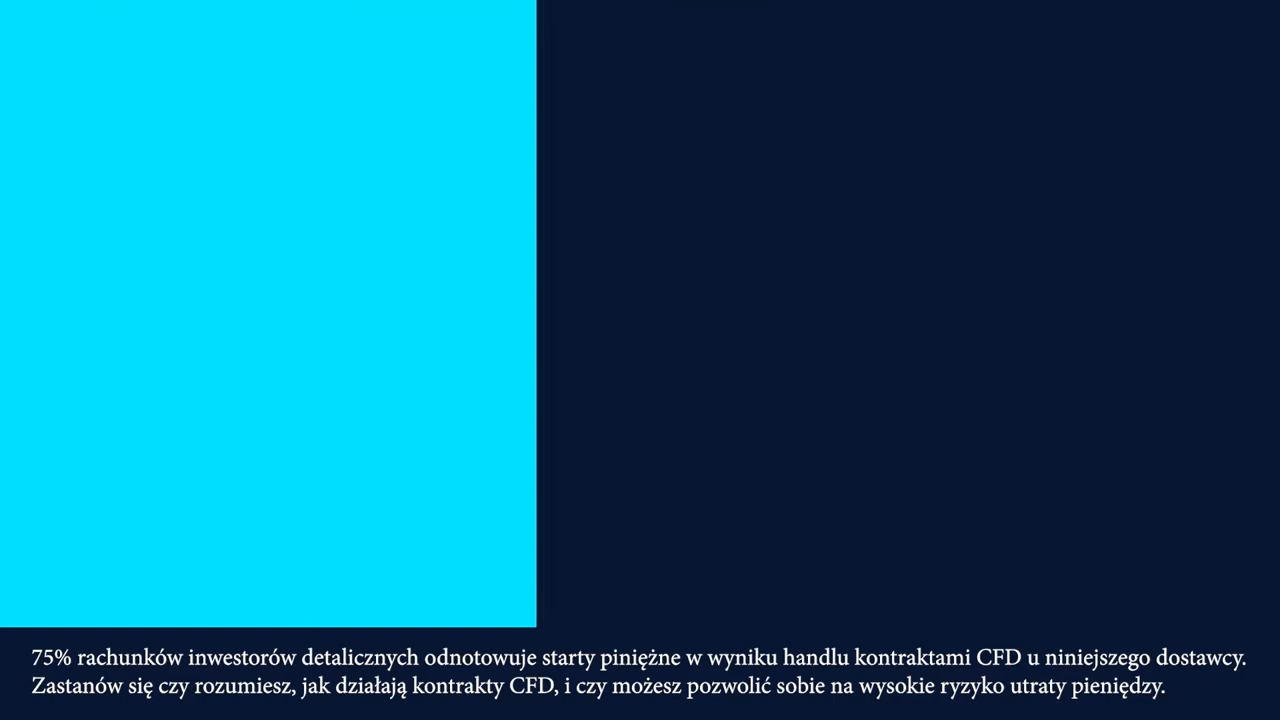 75% rachunków inwestorów detalicznych odnotowuje starty piniężne w wyniku handlu kontraktami CFD u niniejszego dostawcy.
Zastanów się czy rozumiesz, jak działają kontrakty CFD, i czy możesz pozwolić sobie na wysokie ryzyko utraty pieniędzy.